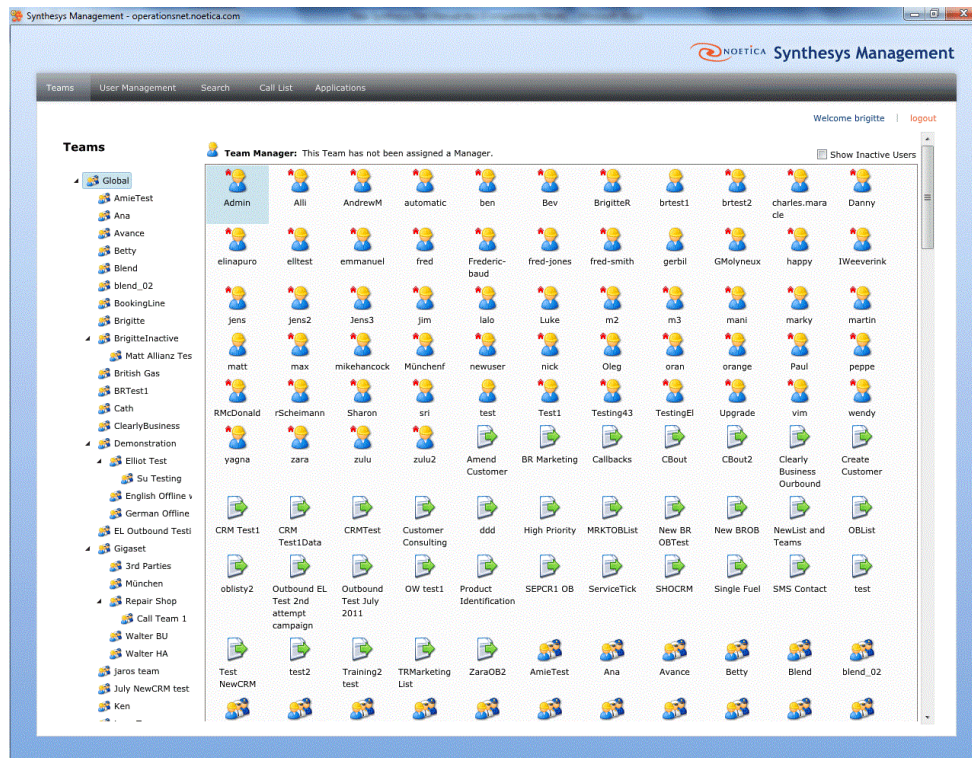 Synthesys Management - operationsnet.noetica.com
NOETICA Synthesys Management
Teams User Management Search Call List Applications
Welcome brigitte | logout
Teams
Team Manager: This Team has not been assigned a Manager.
Show Inactive Users
Global
AmieTest
Ana
Avance
Betty
Blend
blend_02
BookingLine
Brigitte
BrigitteInactive
Matt Allianz Tes
British Gas
BRTest1
Cath
ClearlyBusiness
Demonstration
Elliot Test
Su Testing
English Offline
German Offline
EL Outbound Testi
Gigaset
3rd Parties
München
Repair Shop
Call Team 1
Walter BU
Walter HA
jaros team
July NewCRM test
Ken
Admin Alli AndrewM automatic ben Bev BrigitteR brtest1 brtest2 charles.mara Danny
cle
elinapuro elltest emmanuel fred Frederic- fred-jones fred-smith gerbil GMolyneux happy IWeeverink
baud
jens jens2 Jens3 jim lalo Luke m2 m3 mani marky martin
matt max mikehancock Münchenf newuser nick Oleg oran orange Paul peppe
RMcDonald rScheimann Sharon sri test Test1 Testing43 TestingEl Upgrade vim wendy
yagna zara zulu zulu2 Amend BR Marketing Callbacks CBout CBout2 Clearly Create
Customer Business Customer
Ourbound
CRM Test1 CRM CRMTest Customer ddd High Priority MRKTOBList New BR New BROB NewList and OBList
Test1Data Consulting OBTest Teams
oblisty2 Outbound EL Outbound OW test1 Product SEPCR1 OB ServiceTick SHOCRM Single Fuel SMS Contact test
Test 2nd Test July Identification
attempt 2011
campaign
Test test2 Training2 TRMarketing ZaraOB2 AmieTest Ana Avance Betty Blend blend_02
NewCRM test List